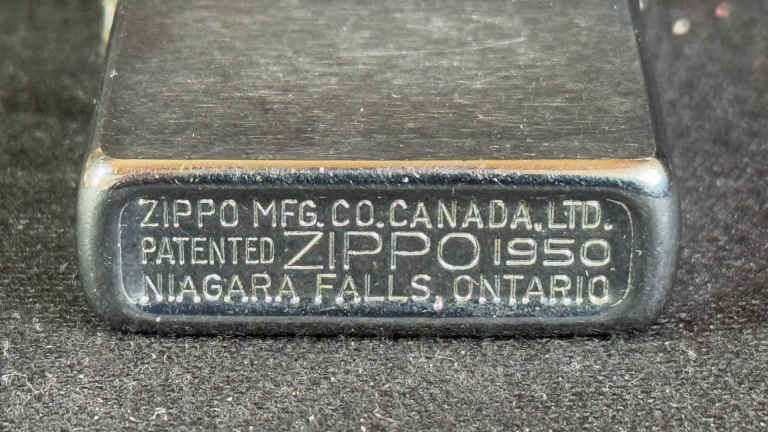 ZIPPO MFG. CO. CANADA, LTD.
PATENTED ZIPPO 1950
NIAGARA FALLS, ONTARIO